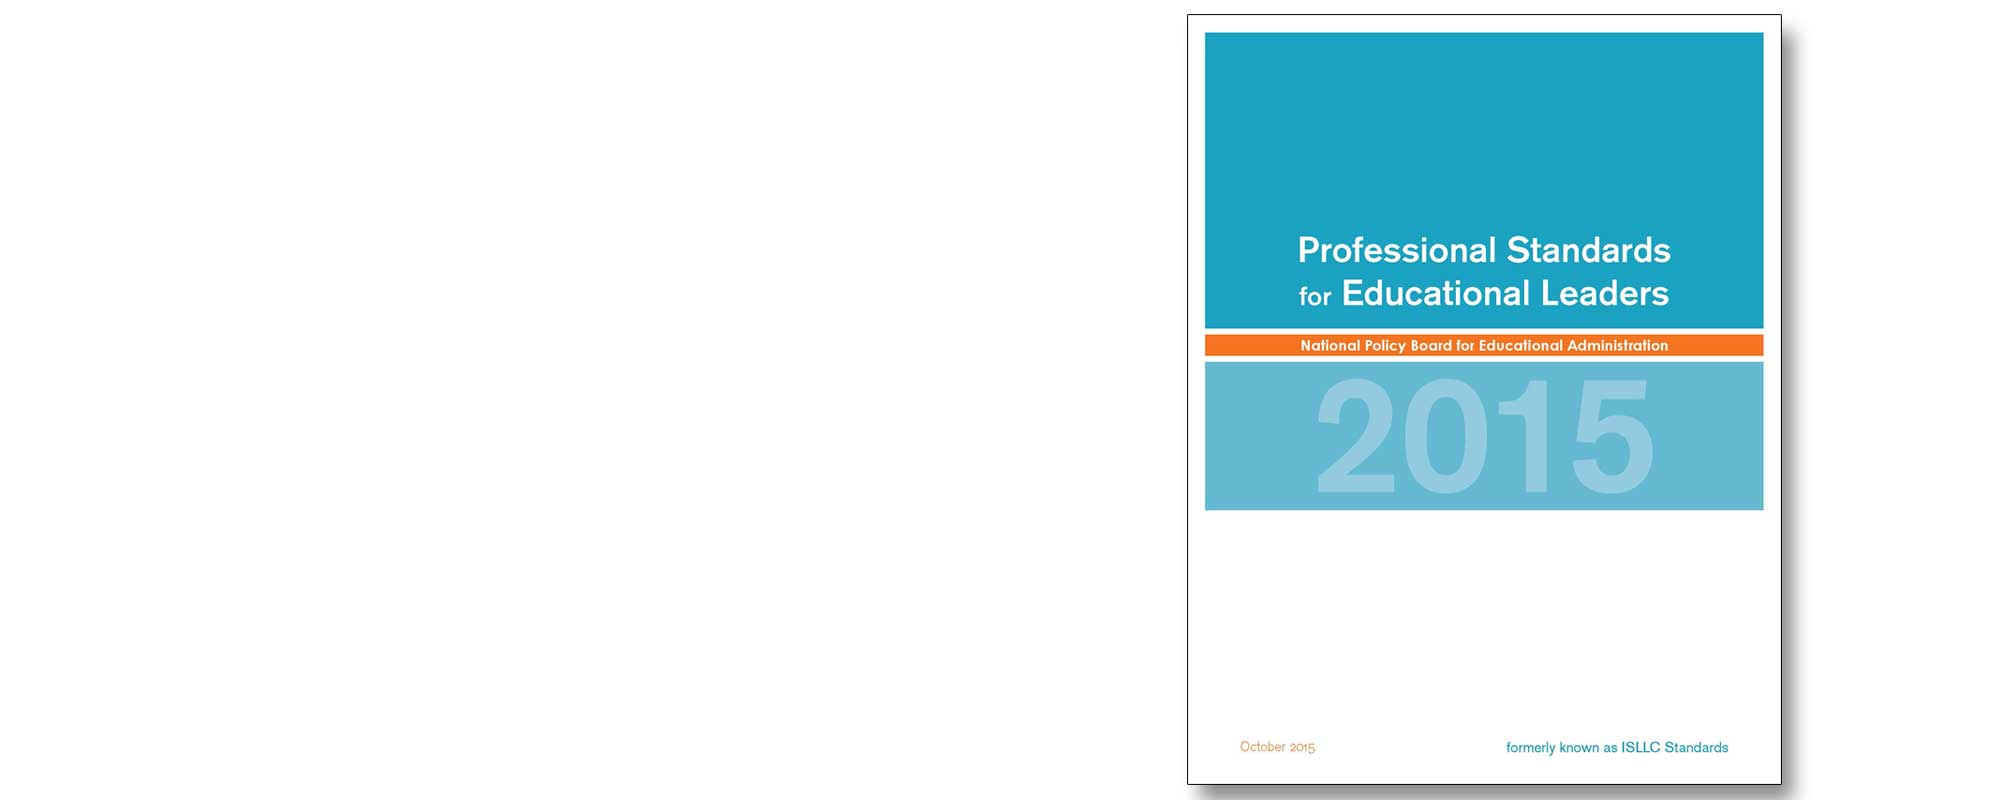 Professional Standards
for Educational Leaders
National Policy Board for Educational Administration
2015
October 2015
formerly known as ISLLC Standards